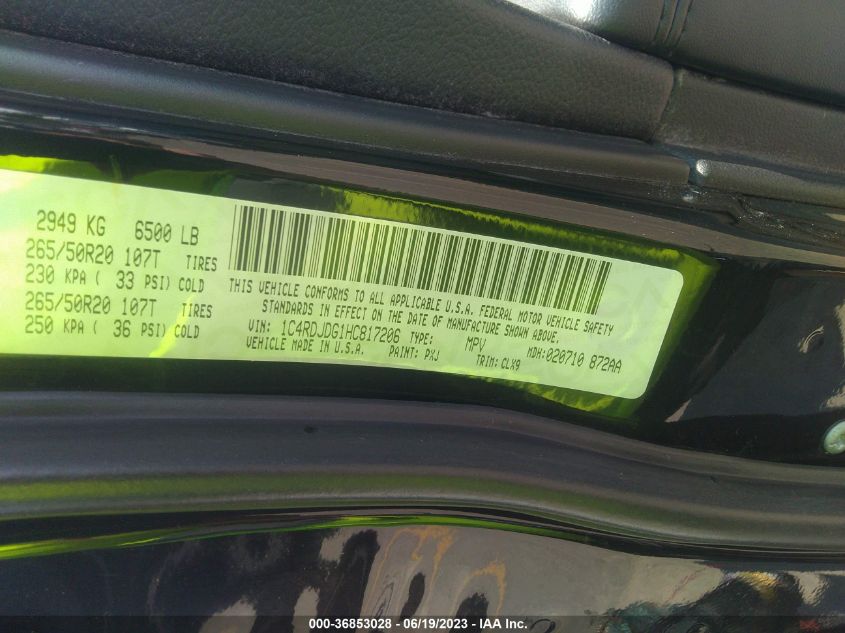 2949 KG 6500 LB
265/50R20 107T TIRES
230 KPA ( 33 PSI) COLD
265/50R20 107T TIRES
250 KPA ( 36 PSI) COLD
THIS VEHICLE CONFORMS TO ALL APPLICABLE U.S.A. FEDERAL MOTOR VEHICLE SAFETY
STANDARDS IN EFFECT ON THE DATE OF MANUFACTURE SHOWN ABOVE.
VIN: 1C4RDJDG1HC817206 TYPE: MPV MDH:020710 872AA
VEHICLE MADE IN U.S.A. PAINT: PXJ TRIM: CLX9
000-36853028 - 06/19/2023 - IAA Inc.